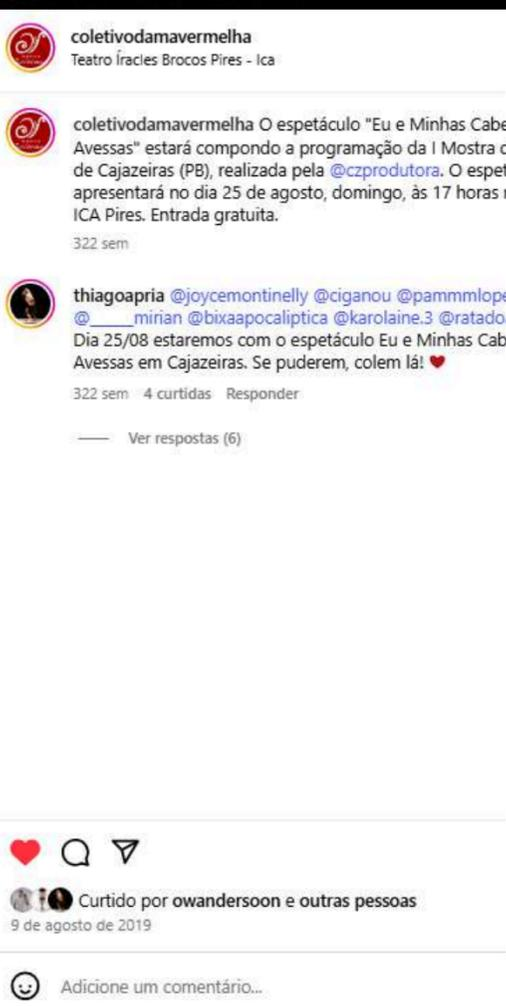 coletivodamavermelha
Teatro Íracles Brocos Pires - Ica
coletivodamavermelha O espetáculo "Eu e Minhas Cabe
Avessas" estará compondo a programação da I Mostra d
de Cajazeiras (PB), realizada pela @czprodutora. O espet
apresentará no dia 25 de agosto, domingo, às 17 horas n
ICA Pires. Entrada gratuita.
322 sem
thiagoapria @joycemontinelly @ciganou @pammmlope
@_____mirian @bixaapocaliptica @karolaine.3 @ratado
Dia 25/08 estaremos com o espetáculo Eu e Minhas Cab
Avessas em Cajazeiras. Se puderem, colem lá! ❤
322 sem 4 curtidas Responder
Ver respostas (6)
Curtido por owandersoon e outras pessoas
9 de agosto de 2019
Adicione um comentário...